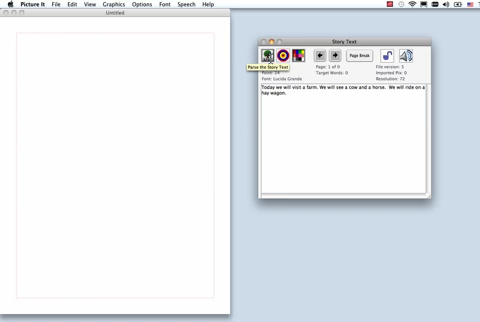 Picture It File Edit View Graphics Options Font Speech Help
Untitled
Story Text
Page Break
Parse the Story Text
Page: 1 of 0
File version: 3
Target Words: 0
Imported Pix: 0
Font: Lucida Grande
Resolution: 72
Today we will visit a farm. We will see a cow and a horse. We will ride on a
hay wagon.